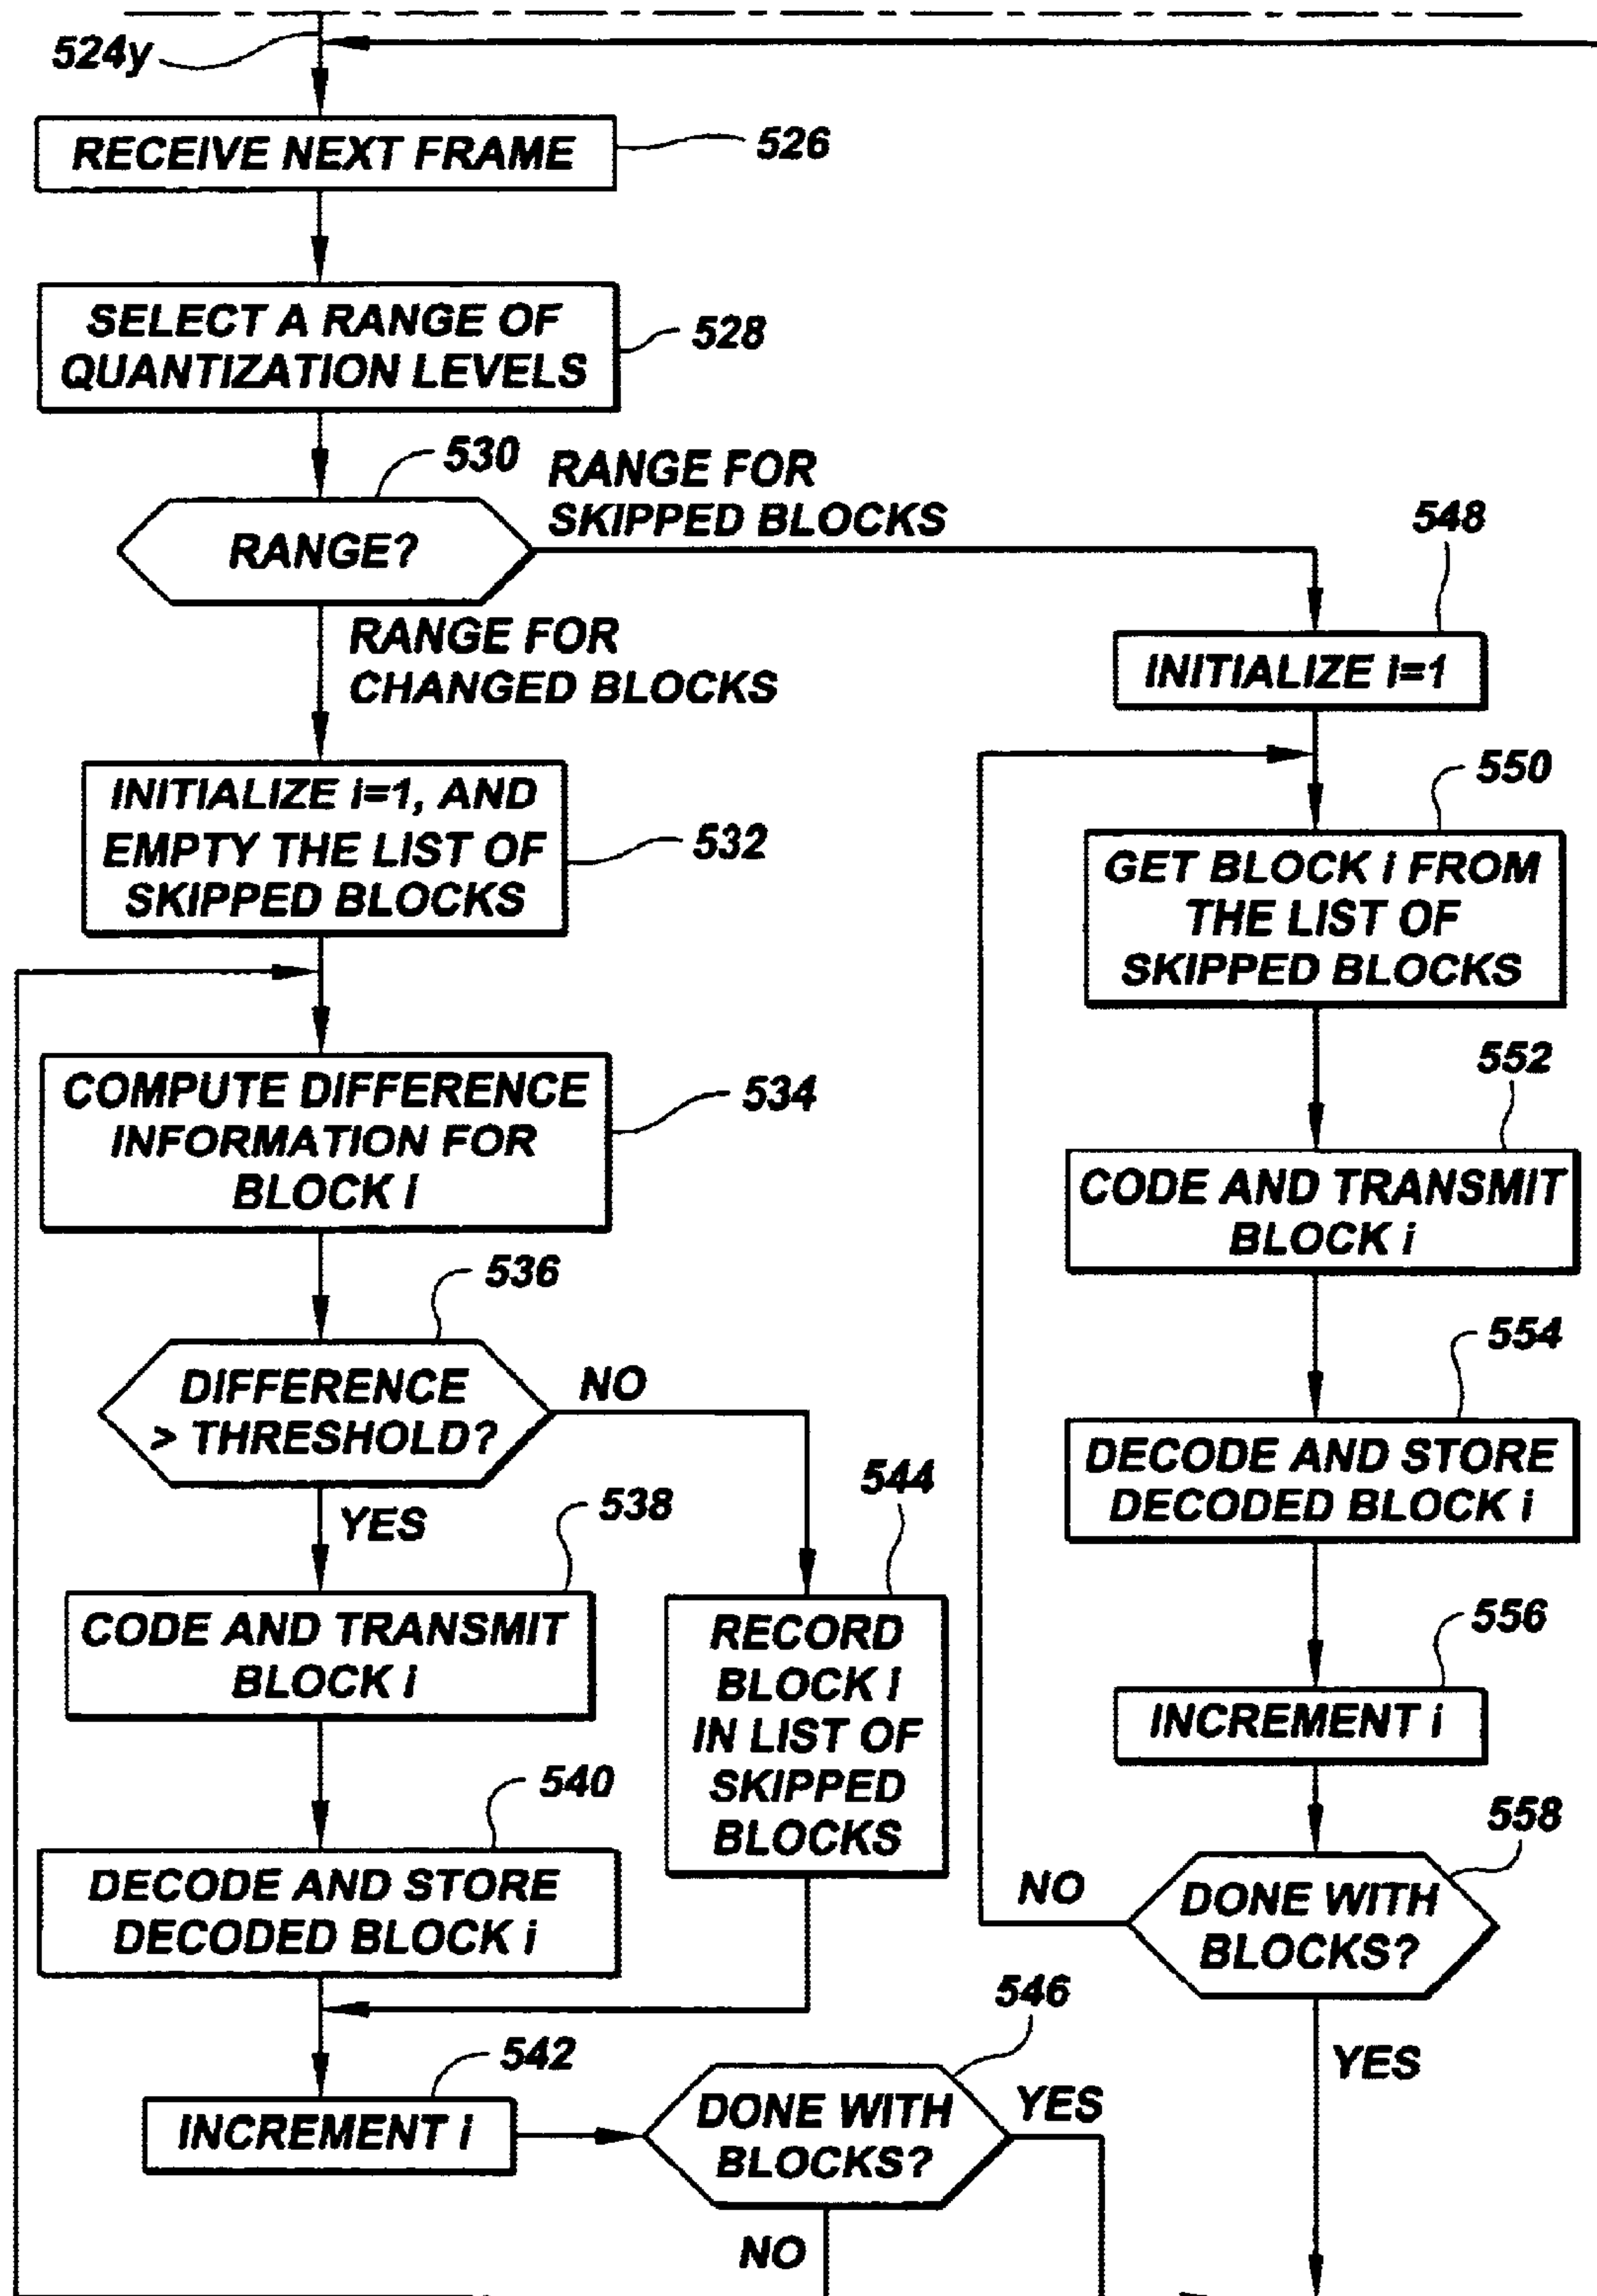 524y
RECEIVE NEXT FRAME
526
SELECT A RANGE OF
QUANTIZATION LEVELS
528
530
RANGE?
RANGE FOR
SKIPPED BLOCKS
RANGE FOR
CHANGED BLOCKS
INITIALIZE i=1, AND
EMPTY THE LIST OF
SKIPPED BLOCKS
532
COMPUTE DIFFERENCE
INFORMATION FOR
BLOCK i
534
536
DIFFERENCE
> THRESHOLD?
NO
YES
538
CODE AND TRANSMIT
BLOCK i
544
RECORD
BLOCK i
IN LIST OF
SKIPPED
BLOCKS
540
DECODE AND STORE
DECODED BLOCK i
542
INCREMENT i
546
DONE WITH
BLOCKS?
YES
NO
548
INITIALIZE i=1
550
GET BLOCK i FROM
THE LIST OF
SKIPPED BLOCKS
552
CODE AND TRANSMIT
BLOCK i
554
DECODE AND STORE
DECODED BLOCK i
556
INCREMENT i
558
DONE WITH
BLOCKS?
NO
YES